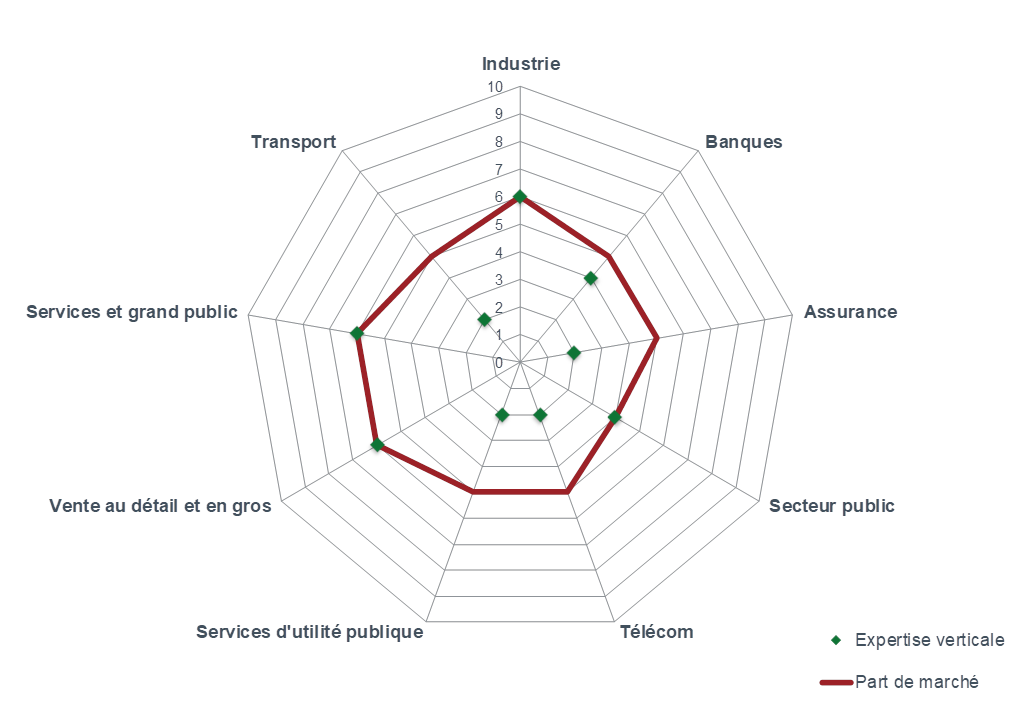 Industrie
10
9
8
7
6
5
4
3
2
1
0
Banques
Assurance
Secteur public
Télécom
Services d'utilité publique
Vente au détail et en gros
Services et grand public
Transport
Expertise verticale
Part de marché